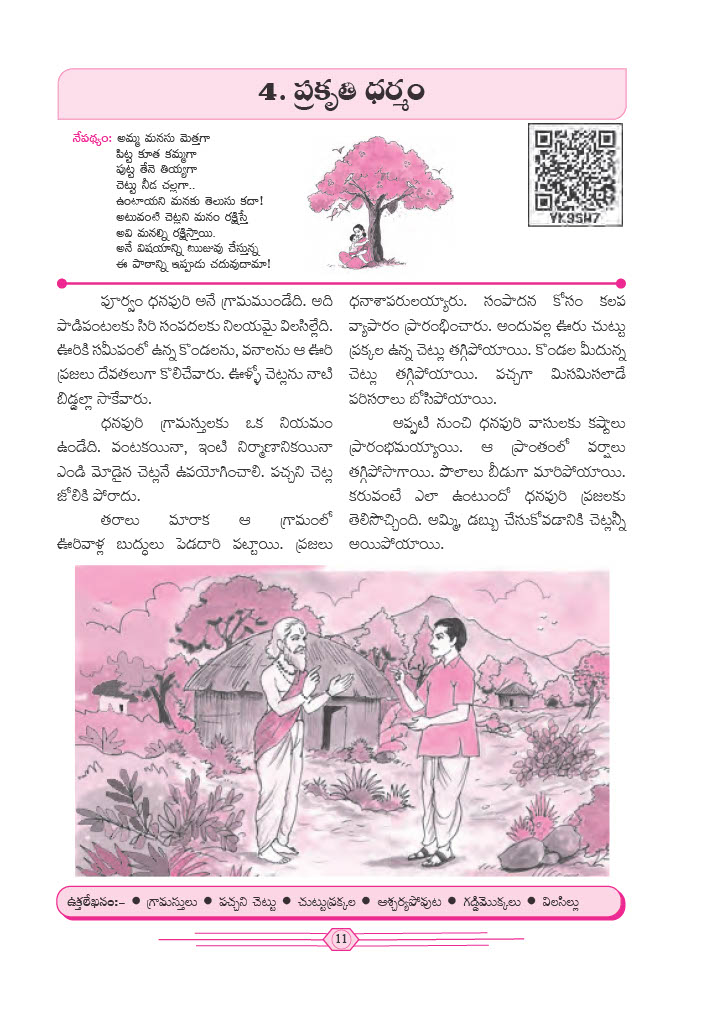 4. ప్రకృతి ధర్మం
నేపథ్యం: అమ్మ మనసు మెత్తగా
పిట్ట కూత కమ్మగా
పుట్ట తేనె తియ్యగా
చెట్టు నీడ చల్లగా..
ఉంటాయని మనకు తెలుసు కదా!
అటువంటి చెట్లని మనం రక్షిస్తే
అవి మనల్ని రక్షిస్తాయి.
అనే విషయాన్ని ఋజువు చేస్తున్న
ఈ పాఠాన్ని ఇప్పుడు చదువుదామా!
YK9SW7
పూర్వం ధనపురి అనే గ్రామముండేది. అది
పాడిపంటలకు సిరి సంపదలకు నిలయమై విలసిల్లేది.
ఊరికి సమీపంలో ఉన్న కొండలను, వనాలను ఆ ఊరి
ప్రజలు దేవతలుగా కొలిచేవారు. ఊళ్ళో చెట్లను నాటి
బిడ్డల్లా సాకేవారు.
ధనపురి గ్రామస్తులకు ఒక నియమం
ఉండేది. వంటకయినా, ఇంటి నిర్మాణానికయినా
ఎండి మోడైన చెట్లనే ఉపయోగించాలి. పచ్చని చెట్ల
జోలికి పోరాదు.
తరాలు మారాక ఆ గ్రామంలో
ఊరివాళ్ల బుద్ధులు పెడదారి పట్టాయి. ప్రజలు
ధనాశాపరులయ్యారు. సంపాదన కోసం కలప
వ్యాపారం ప్రారంభించారు. అందువల్ల ఊరు చుట్టు
ప్రక్కల ఉన్న చెట్లు తగ్గిపోయాయి. కొండల మీదున్న
చెట్లు తగ్గిపోయాయి. పచ్చగా మిసమిసలాడే
పరిసరాలు బోసిపోయాయి.
అప్పటి నుంచి ధనపురి వాసులకు కష్టాలు
ప్రారంభమయ్యాయి. ఆ ప్రాంతంలో వర్షాలు
తగ్గిపోసాగాయి. పొలాలు బీడుగా మారిపోయాయి.
కరువంటే ఎలా ఉంటుందో ధనపురి ప్రజలకు
తెలిసొచ్చింది. అమ్మి, డబ్బు చేసుకోవడానికి చెట్లన్నీ
అయిపోయాయి.
ఉక్తలేఖనం:– ● గ్రామస్తులు ● పచ్చని చెట్టు ● చుట్టుప్రక్కల ● ఆశ్చర్యపోవుట ● గడ్డిమొక్కలు ● విలసిల్లు
11